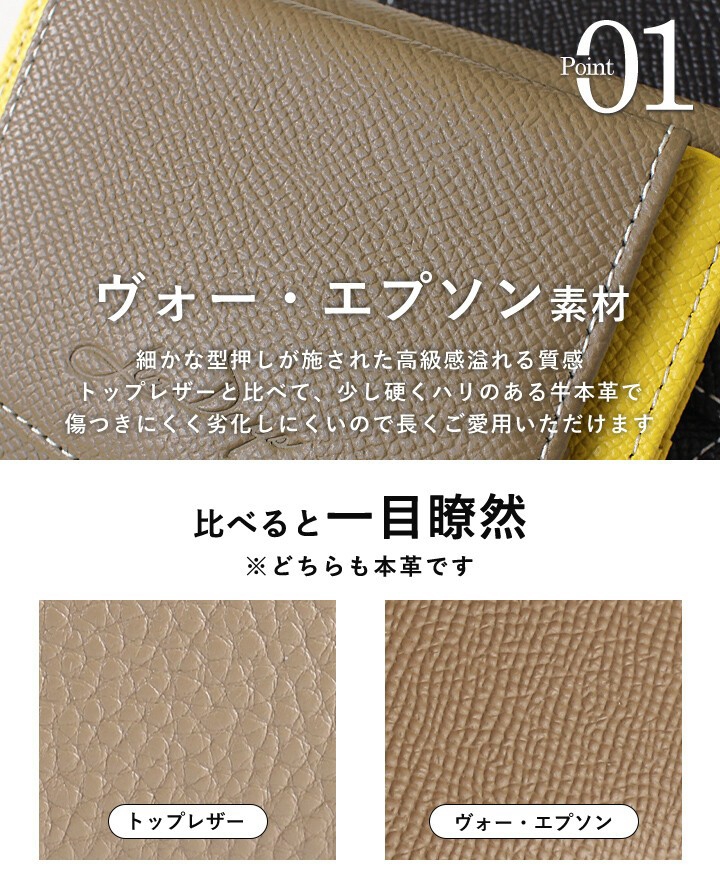 Point 01
ヴォー・エプソン素材
細かな型押しが施された高級感溢れる質感
トップレザーと比べて、少し硬くハリのある牛本革で
傷つきにくく劣化しにくいので長くご愛用いただけます
比べると一目瞭然
※どちらも本革です
トップレザー
ヴォー・エプソン